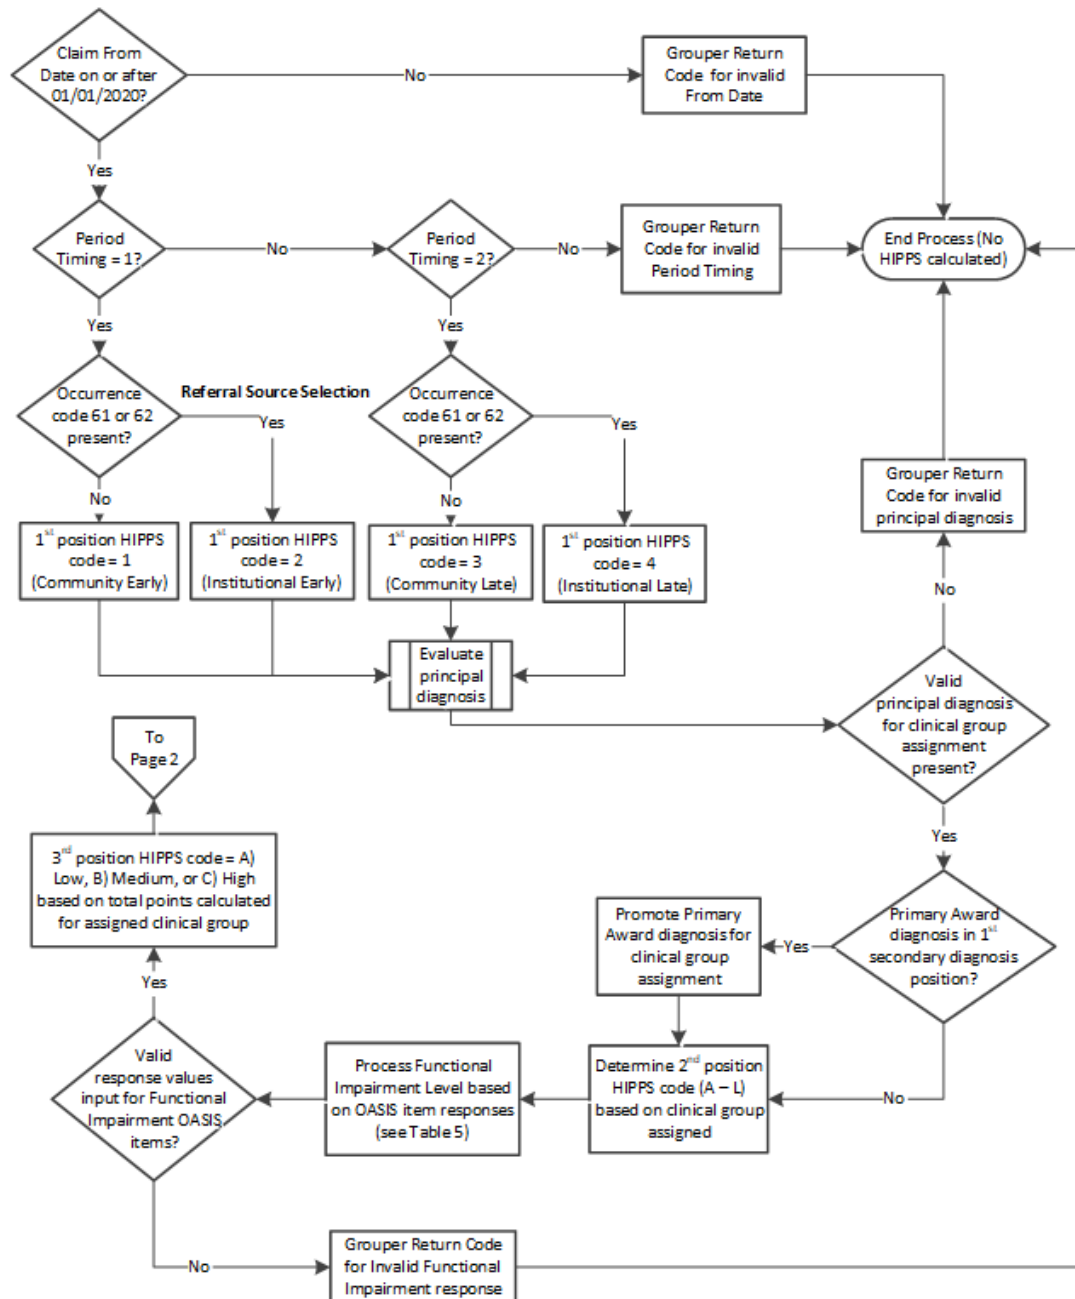 Claim From
Date on or after
01/01/2020?
No
Grouper Return
Code for invalid
From Date
Yes
Period
Timing = 1?
No
Period
Timing = 2?
No
Grouper Return
Code for invalid
Period Timing
End Process (No
HIPPS calculated)
Yes
Yes
Occurrence
code 61 or 62
present?
Referral Source Selection
Yes
Occurrence
code 61 or 62
present?
Yes
No
No
1st position HIPPS
code = 1
(Community Early)
1st position HIPPS
code = 2
(Institutional Early)
1st position HIPPS
code = 3
(Community Late)
1st position HIPPS
code = 4
(Institutional Late)
Grouper Return
Code for invalid
principal diagnosis
No
Evaluate
principal
diagnosis
Valid
principal diagnosis
for clinical group
assignment
present?
To
Page 2
Yes
3rd position HIPPS code = A)
Low, B) Medium, or C) High
based on total points calculated
for assigned clinical group
Promote Primary
Award diagnosis for
clinical group
assignment
Yes
Primary Award
diagnosis in 1st
secondary diagnosis
position?
Yes
Valid
response values
input for Functional
Impairment OASIS
items?
Process Functional
Impairment Level based
on OASIS item responses
(see Table 5)
Determine 2nd position
HIPPS code (A – L)
based on clinical group
assigned
No
No
Grouper Return Code
for Invalid Functional
Impairment response